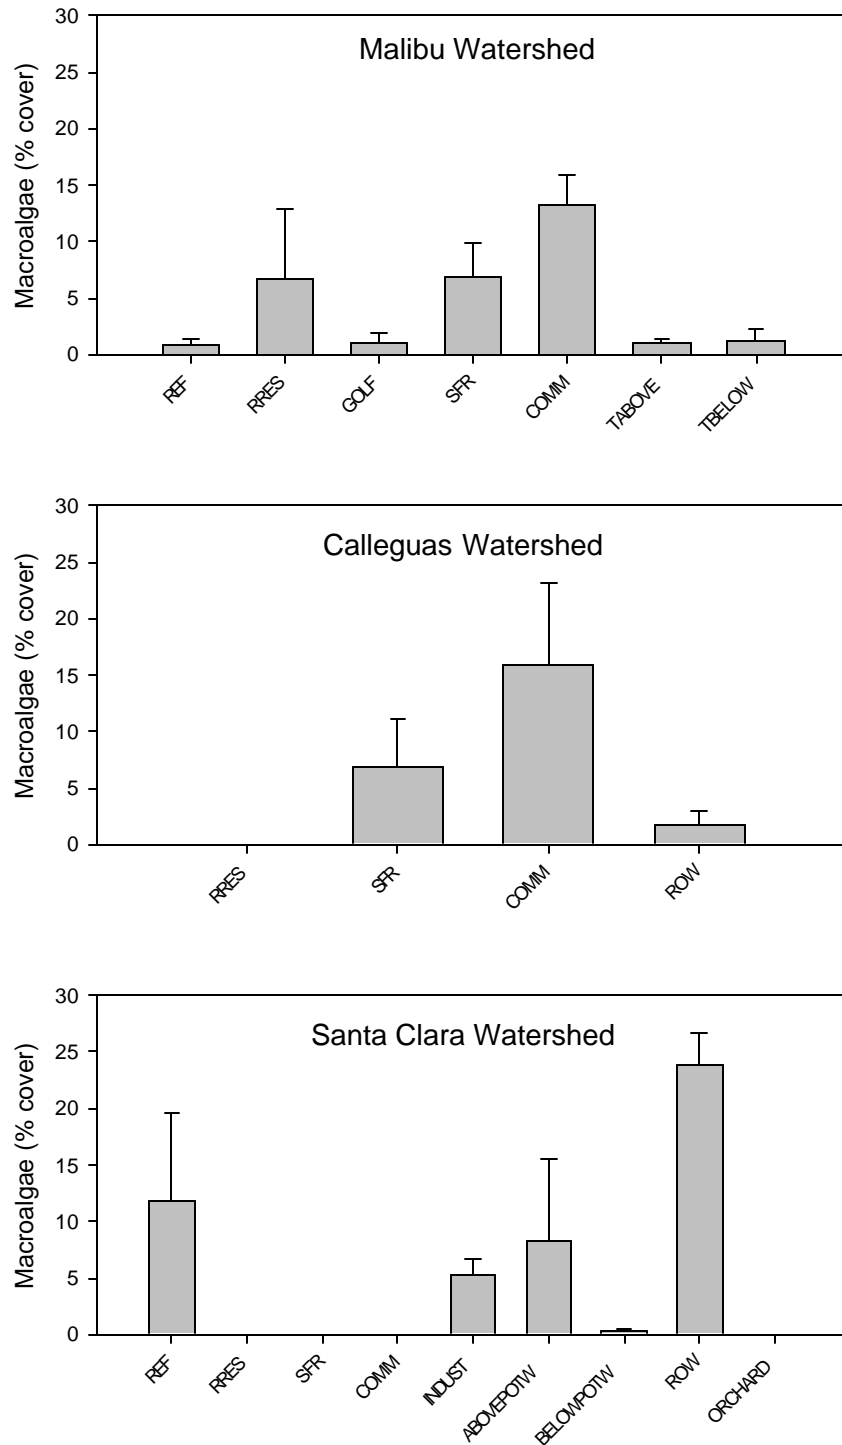 Malibu Watershed
Macroalgae (% cover)
30
25
20
15
10
5
0
REF RRES GOLF SFR COMM TABOVE TBELOW
Calleguas Watershed
Macroalgae (% cover)
30
25
20
15
10
5
0
RRES SFR COMM ROW
Santa Clara Watershed
Macroalgae (% cover)
30
25
20
15
10
5
0
REF RRES SFR COMM INDUST ABOVEPOTW BELOWPOTW ROW ORCHARD